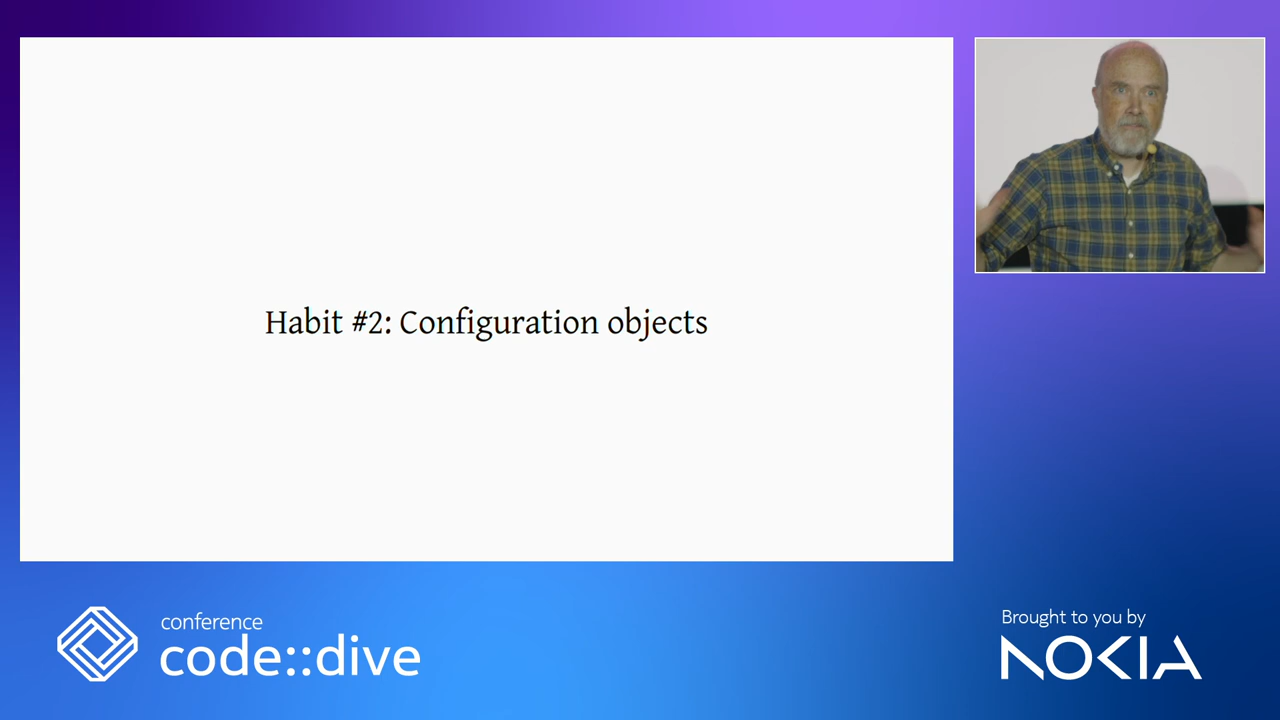 Habit #2: Configuration objects
conference
code::dive
Brought to you by
NOKIA